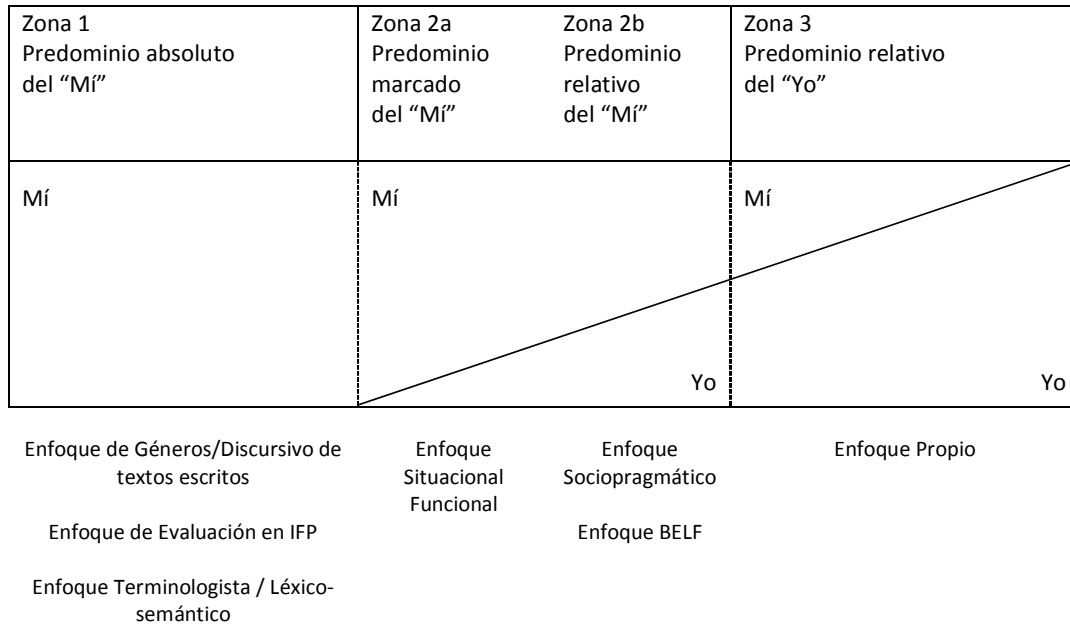 Zona 1
Predominio absoluto
del “Mí”
Zona 2a
Predominio
marcado
del “Mí”
Zona 2b
Predominio
relativo
del “Mí”
Zona 3
Predominio relativo
del “Yo”
Mí
Mí
Yo
Mí
Yo
Enfoque de Géneros/Discursivo de
textos escritos
Enfoque de Evaluación en IFP
Enfoque Terminologista / Léxico-
semántico
Enfoque
Situacional
Funcional
Enfoque
Sociopragmático
Enfoque BELF
Enfoque Propio